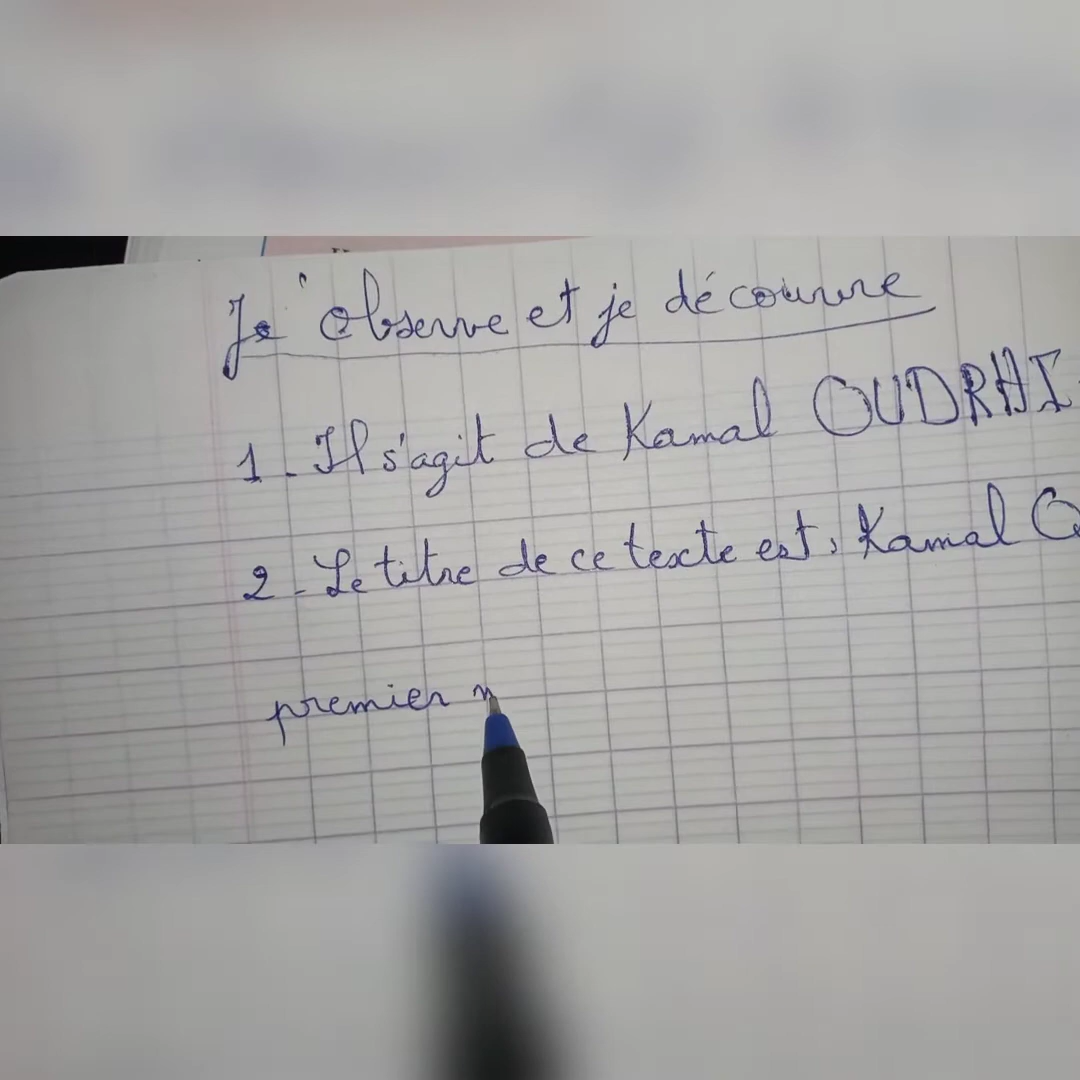 J'observe et je découvre
1. Il s'agit de Kamal OUDRHI
2. Le titre de ce texte est, Kamal O
premier